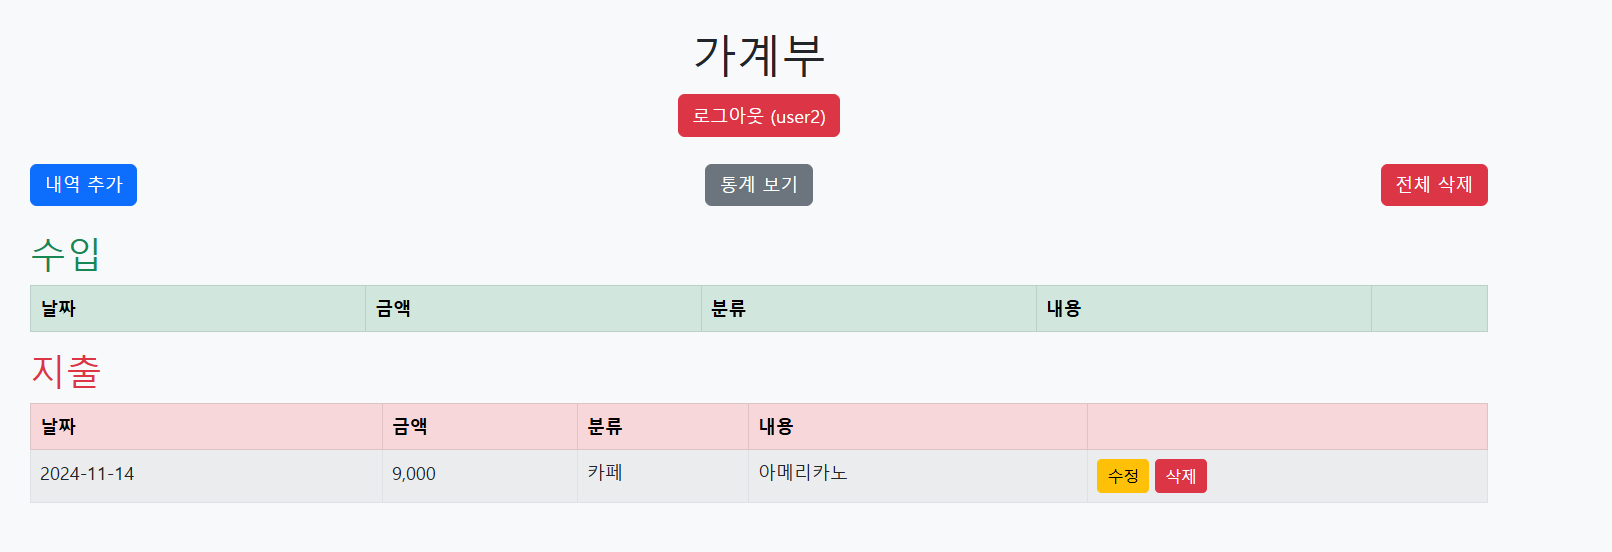 가계부
로그아웃 (user2)
내역 추가 통계 보기 전체 삭제
수입
날짜 금액 분류 내용
지출
날짜 금액 분류 내용
2024-11-14 9,000 카페 아메리카노 수정 삭제